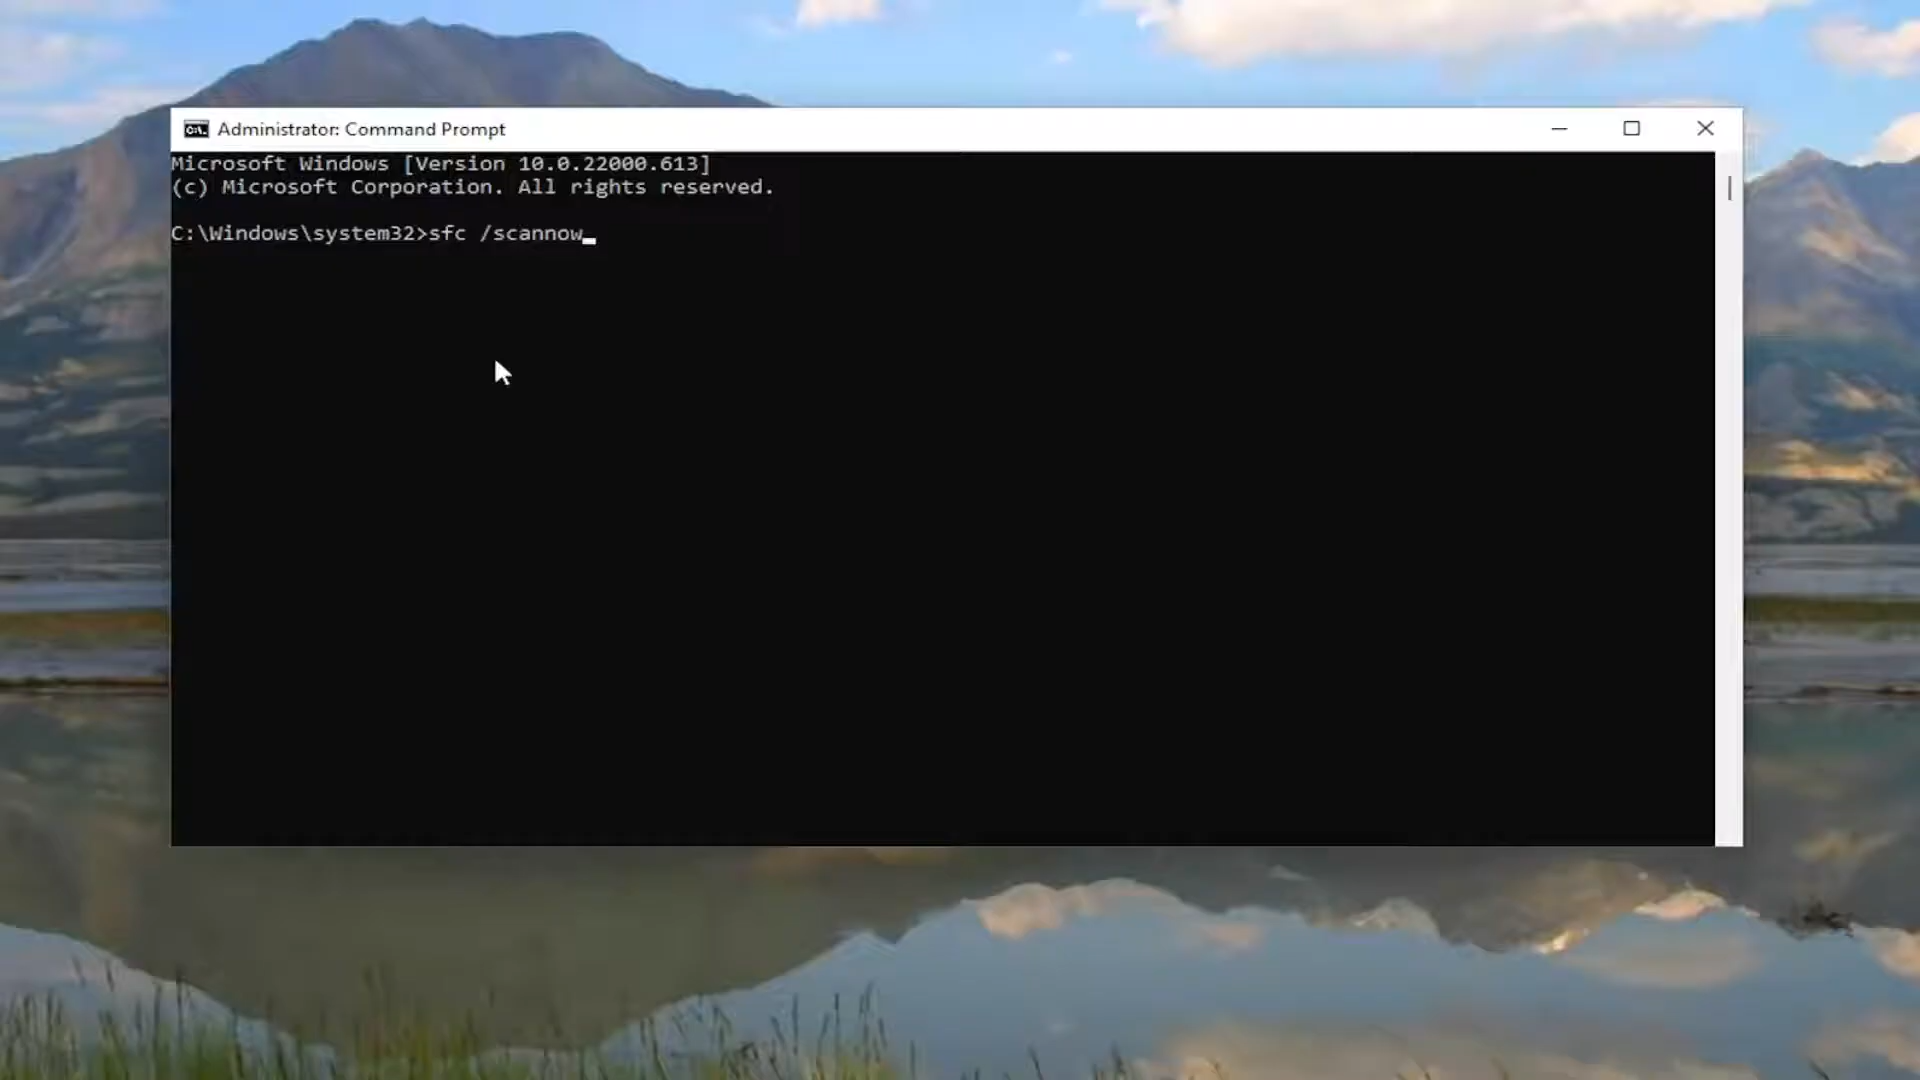 Administrator: Command Prompt
Microsoft Windows [Version 10.0.22000.613]
(c) Microsoft Corporation. All rights reserved.
C:\Windows\system32>sfc /scannow